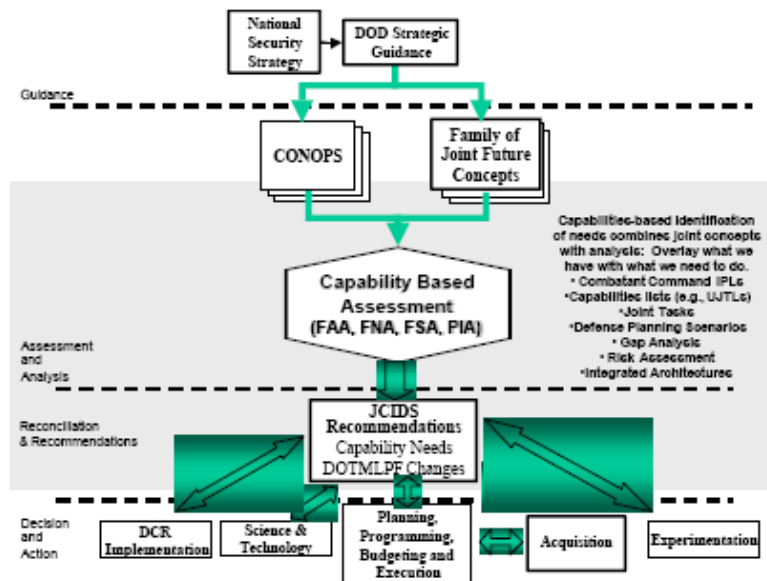 National
Security
Strategy
DOD Strategic
Guidance
Guidance
CONOPS
Family of
Joint Future
Concepts
Capabilities-based identification
of needs combines joint concepts
with analysis: Overlay what we
have with what we need to do.
• Combatant Command IPLs
•Capabilities lists (e.g., UJTLs)
•Joint Tasks
•Defense Planning Scenarios
• Gap Analysis
• Risk Assessment
•Integrated Architectures
Capability Based
Assessment
(FAA, FNA, FSA, PIA)
Assessment
and
Analysis
JCIDS
Recommendations
Capability Needs
DOTMLPF Changes
Reconciliation
& Recommendations
Decision
and
Action
DCR
Implementation
Science &
Technology
Planning,
Programming,
Budgeting and
Execution
Acquisition
Experimentation